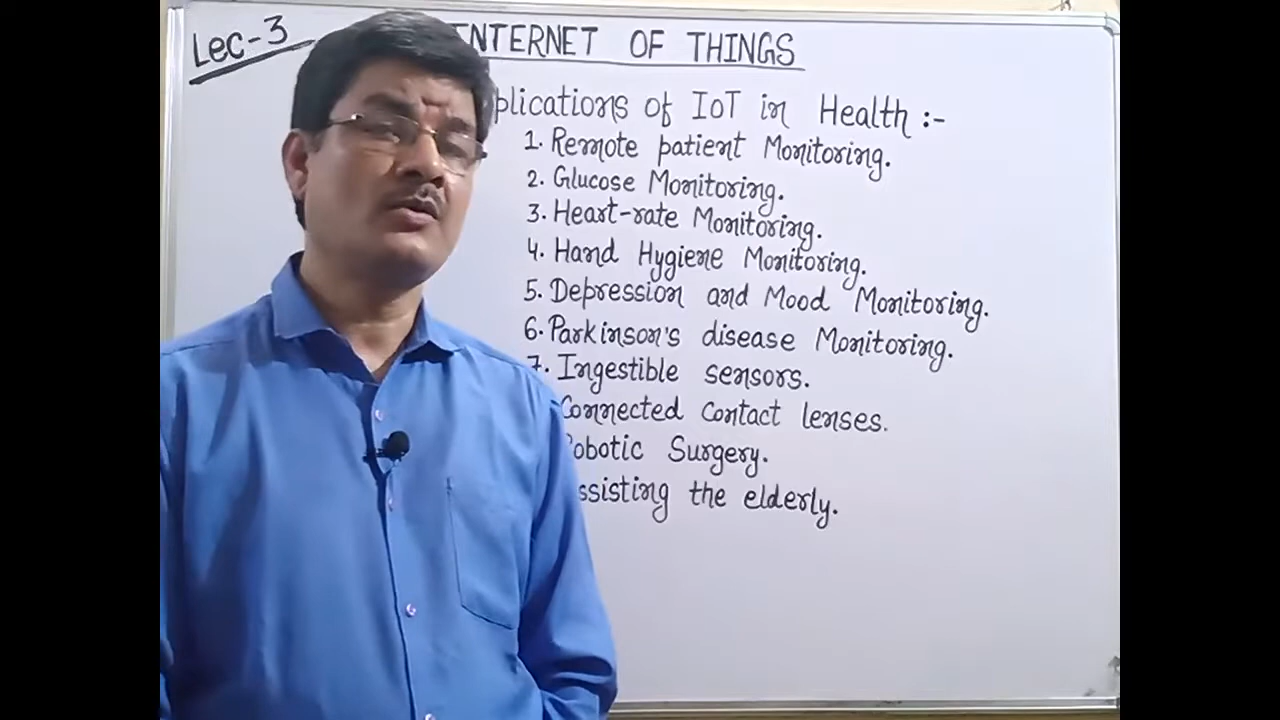 Lec-3
INTERNET OF THINGS
plications of IoT in Health :-
1. Remote patient Monitoring.
2. Glucose Monitoring.
3. Heart-rate Monitoring.
4. Hand Hygiene Monitoring.
5. Depression and Mood Monitoring.
6. Parkinson's disease Monitoring.
7. Ingestible sensors.
Connected Contact lenses.
obotic Surgery.
ssisting the elderly.